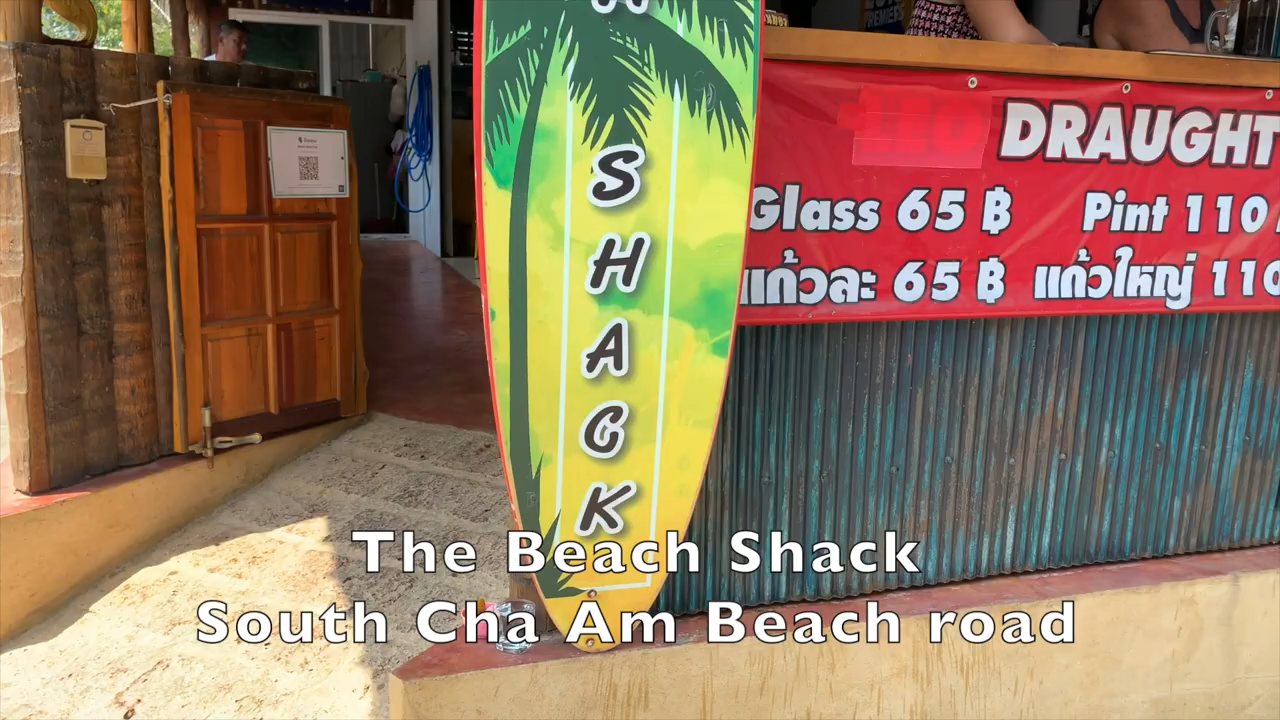 SHACK
LEO DRAUGHT
Glass 65 ฿ Pint 110
แก้วละ 65 ฿ แก้วใหญ่ 110
The Beach Shack
South Cha Am Beach road